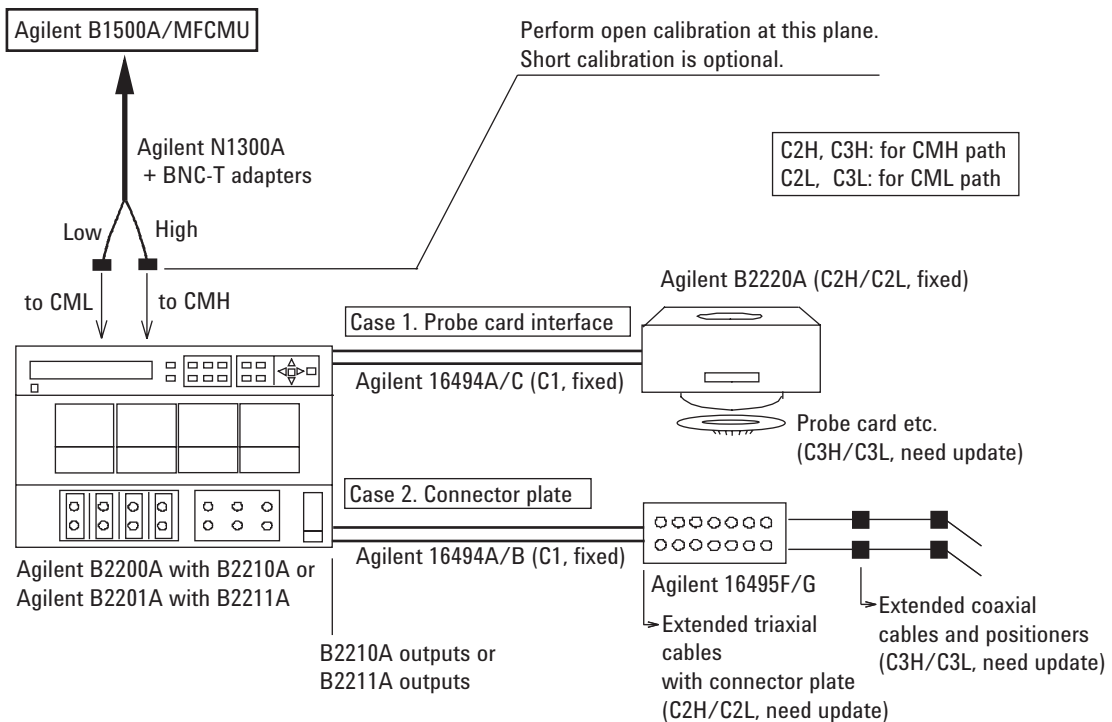 Agilent B1500A/MFCMU
Perform open calibration at this plane.
Short calibration is optional.
Agilent N1300A
+ BNC-T adapters
C2H, C3H: for CMH path
C2L, C3L: for CML path
Low
High
to CML
to CMH
Agilent B2220A (C2H/C2L, fixed)
Case 1. Probe card interface
Agilent 16494A/C (C1, fixed)
Probe card etc.
(C3H/C3L, need update)
Case 2. Connector plate
Agilent 16494A/B (C1, fixed)
Agilent B2200A with B2210A or
Agilent B2201A with B2211A
Agilent 16495F/G
B2210A outputs or
B2211A outputs
Extended triaxial
cables
with connector plate
(C2H/C2L, need update)
Extended coaxial
cables and positioners
(C3H/C3L, need update)